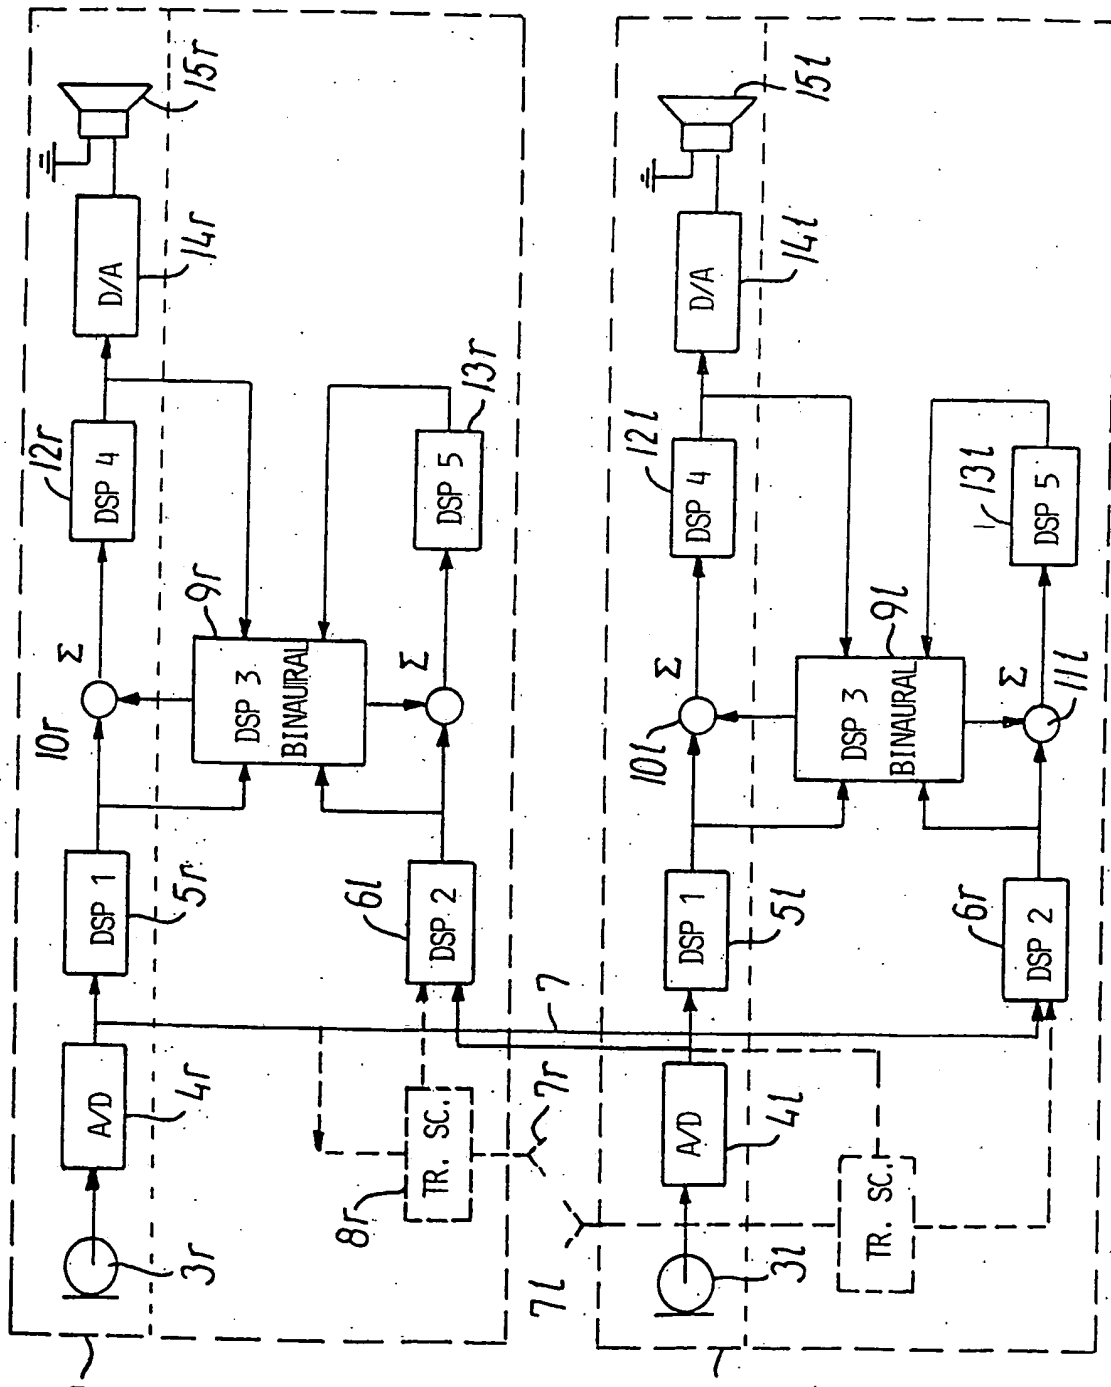 3r
A/D
4r
DSP 1
5r
10r
Σ
DSP 4
12r
D/A
14r
15r
DSP 3
BINAURAL
9r
8r
TR. SC.
7r
DSP 2
6l
Σ
DSP 5
13r
7
7l
3l
A/D
4l
DSP 1
5l
10l
Σ
DSP 4
12l
D/A
14l
15l
DSP 3
BINAURAL
9l
TR. SC.
DSP 2
6r
Σ
11l
DSP 5
13l